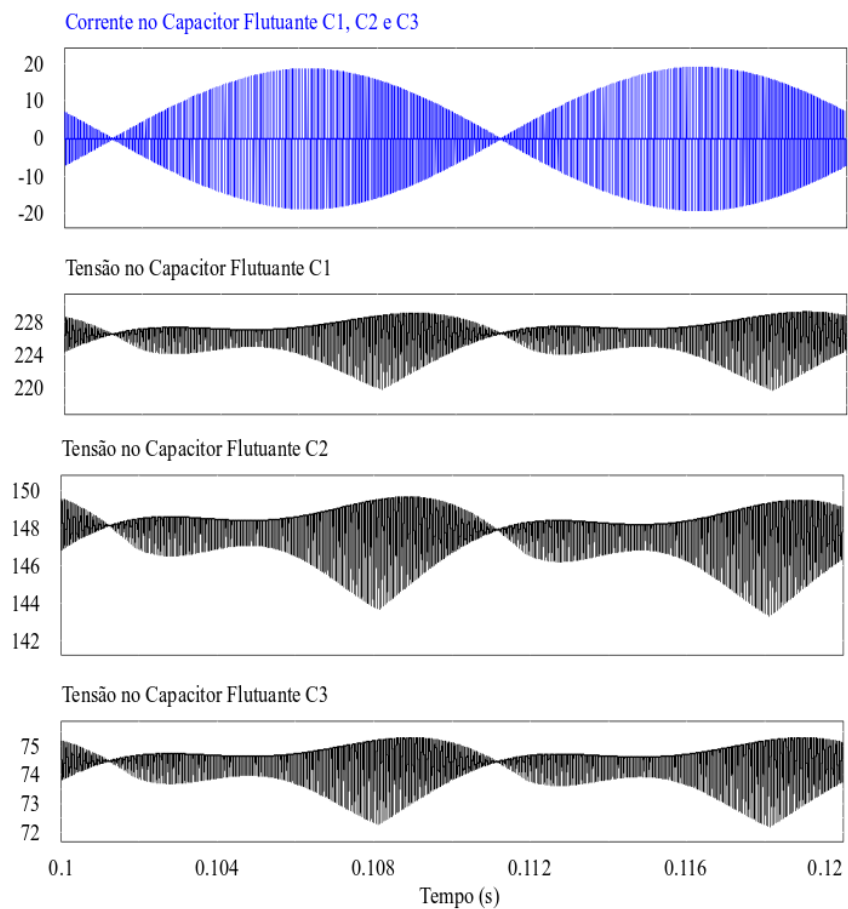 Corrente no Capacitor Flutuante C1, C2 e C3
20
10
0
-10
-20
Tensão no Capacitor Flutuante C1
228
224
220
Tensão no Capacitor Flutuante C2
150
148
146
144
142
Tensão no Capacitor Flutuante C3
75
74
73
72
0.1 0.104 0.108 0.112 0.116 0.12
Tempo (s)